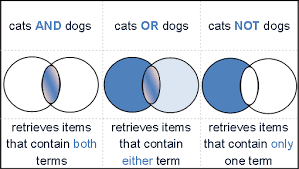 cats AND dogs
cats OR dogs
cats NOT dogs
retrieves items
that contain both
terms
retrieves items
that contain
either term
retrieves items
that contain only
one term